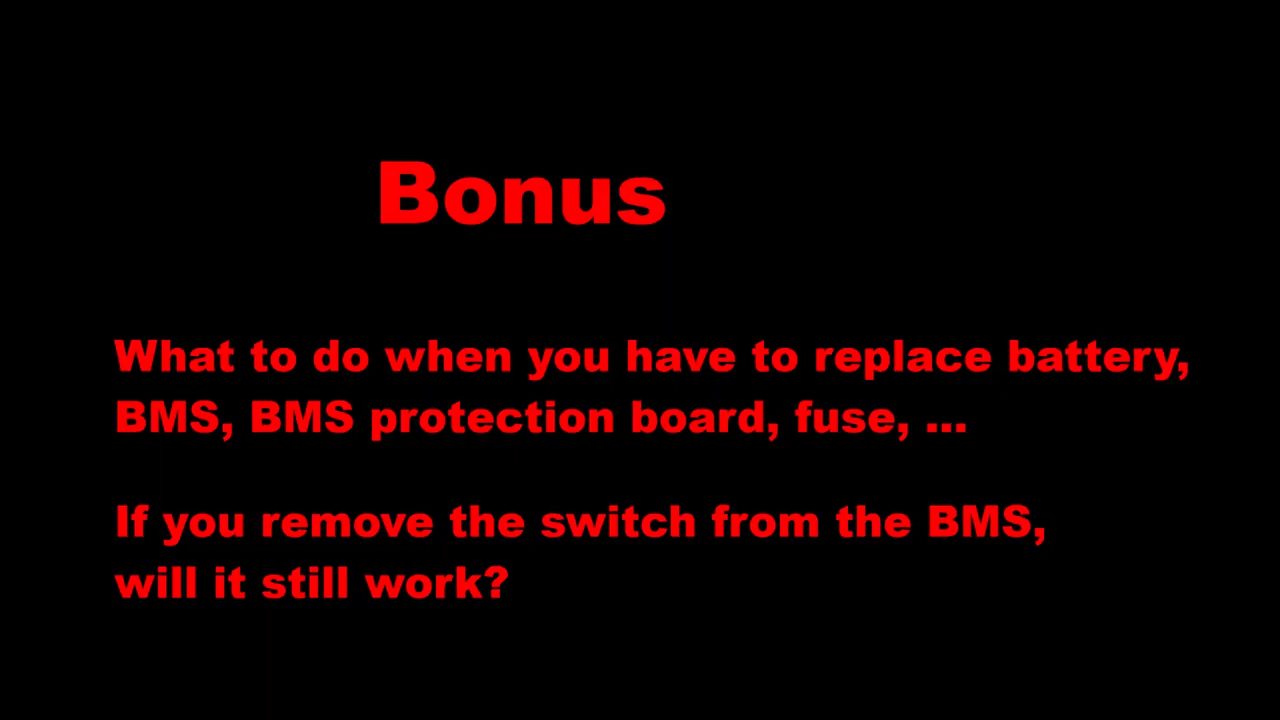 Bonus
What to do when you have to replace battery,
BMS, BMS protection board, fuse, ...
If you remove the switch from the BMS,
will it still work?